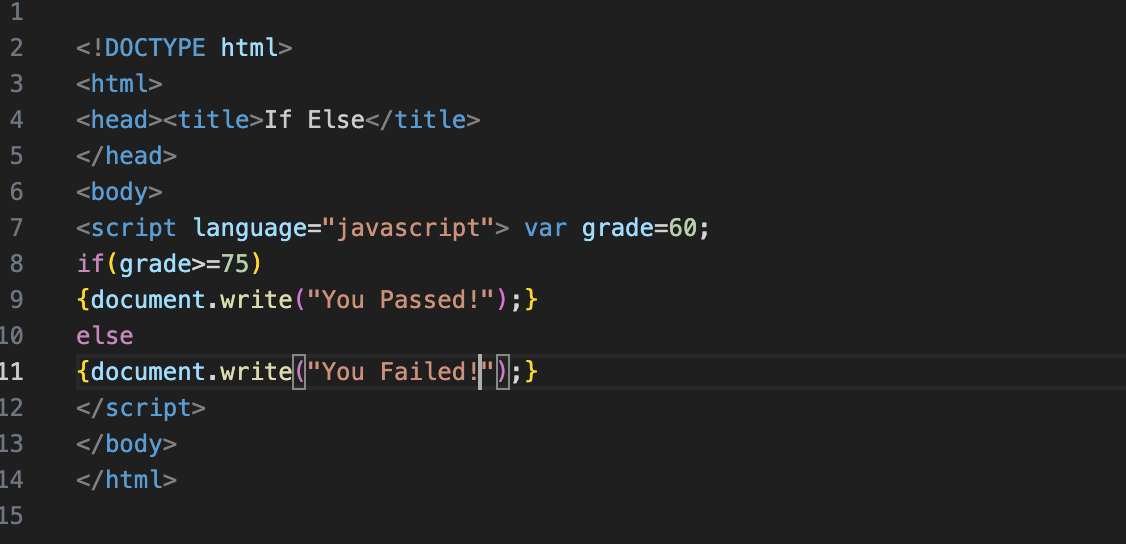 1
2 <!DOCTYPE html>
3 <html>
4 <head><title>If Else</title>
5 </head>
6 <body>
7 <script language="javascript"> var grade=60;
8 if(grade>=75)
9 {document.write("You Passed!");}
10 else
11 {document.write("You Failed!");}
12 </script>
13 </body>
14 </html>
15